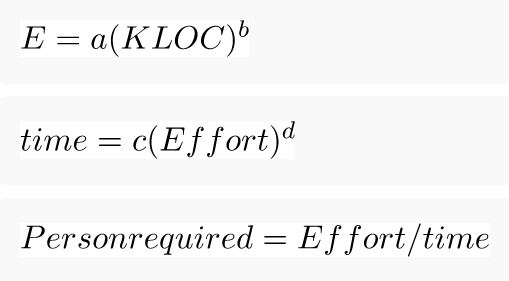 E = a(KLOC)^b
time = c(Effort)^d
Personrequired = Effort/time